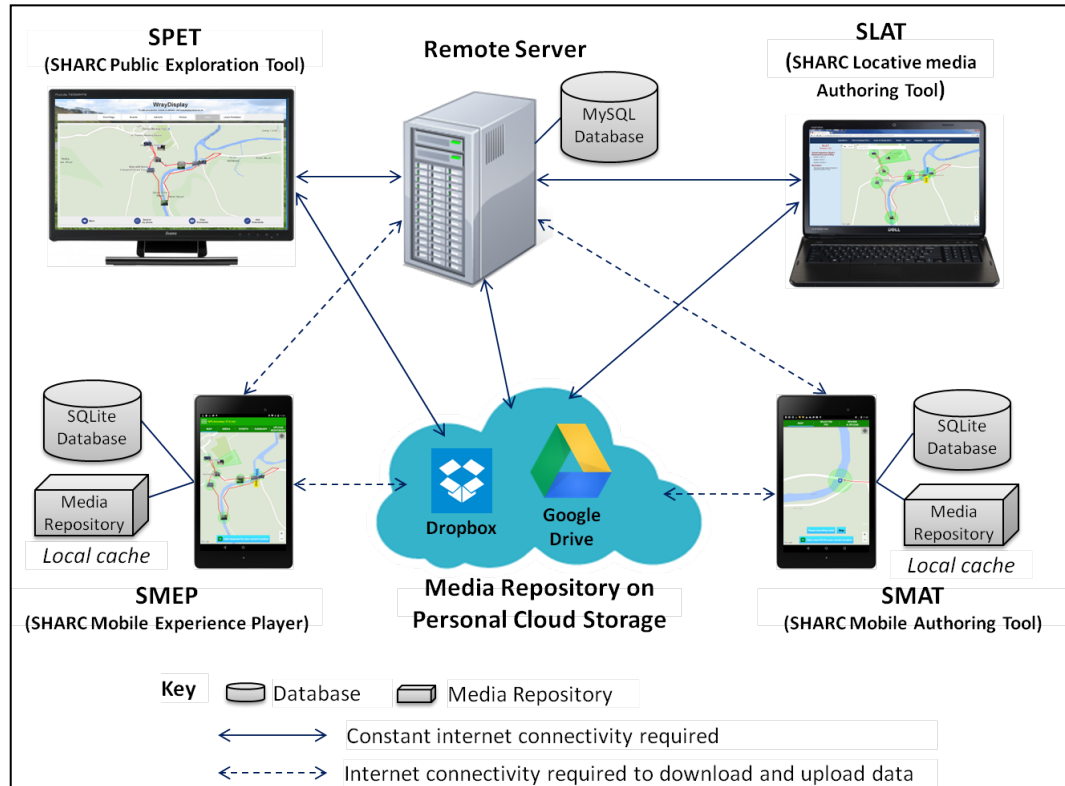 SPET
(SHARC Public Exploration Tool)
Remote Server
SLAT
(SHARC Locative media
Authoring Tool)
WrayDisplay
MySQL
Database
SLAT
DELL
SQLite
Database
Media
Repository
Local cache
SMEP
(SHARC Mobile Experience Player)
Dropbox
Google
Drive
Media Repository on
Personal Cloud Storage
SQLite
Database
Media
Repository
Local cache
SMAT
(SHARC Mobile Authoring Tool)
Key
Database
Media Repository
Constant internet connectivity required
Internet connectivity required to download and upload data